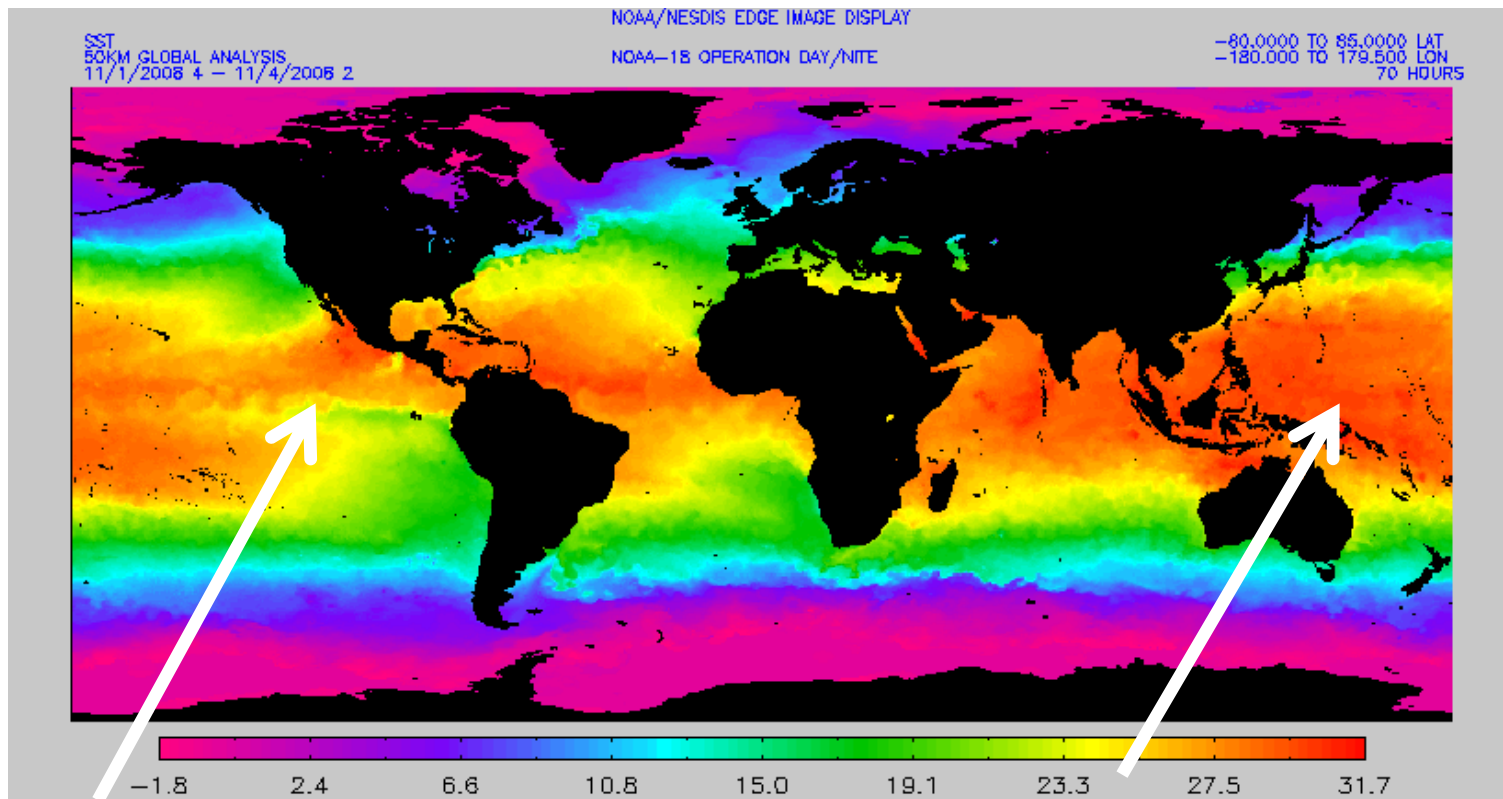 NOAA/NESDIS EDGE IMAGE DISPLAY
SST
50KM GLOBAL ANALYSIS
11/1/2006 4 – 11/4/2006 2
NOAA–18 OPERATION DAY/NITE
–80.0000 TO 85.0000 LAT
–180.000 TO 179.500 LON
70 HOURS
–1.8 2.4 6.6 10.8 15.0 19.1 23.3 27.5 31.7